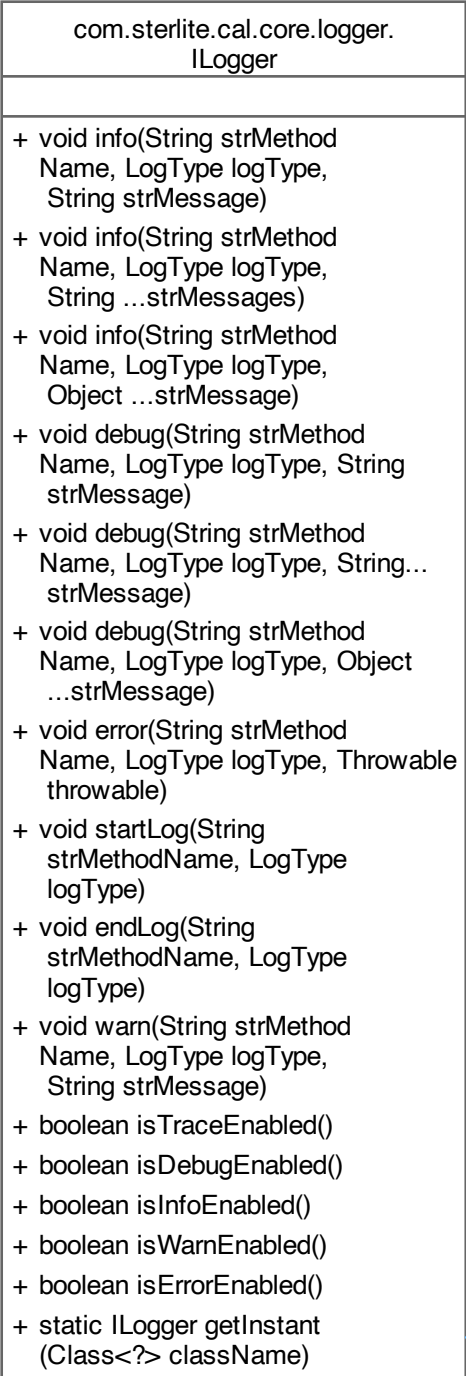 com.sterlite.cal.core.logger.
ILogger
+ void info(String strMethod
Name, LogType logType,
String strMessage)
+ void info(String strMethod
Name, LogType logType,
String ...strMessages)
+ void info(String strMethod
Name, LogType logType,
Object ...strMessage)
+ void debug(String strMethod
Name, LogType logType, String
strMessage)
+ void debug(String strMethod
Name, LogType logType, String...
strMessage)
+ void debug(String strMethod
Name, LogType logType, Object
...strMessage)
+ void error(String strMethod
Name, LogType logType, Throwable
throwable)
+ void startLog(String
strMethodName, LogType
logType)
+ void endLog(String
strMethodName, LogType
logType)
+ void warn(String strMethod
Name, LogType logType,
String strMessage)
+ boolean isTraceEnabled()
+ boolean isDebugEnabled()
+ boolean isInfoEnabled()
+ boolean isWarnEnabled()
+ boolean isErrorEnabled()
+ static ILogger getInstant
(Class<?> className)